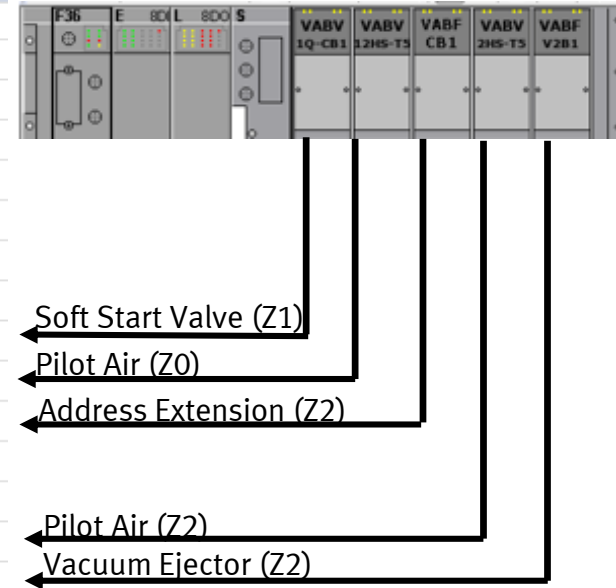 F36 E 8D( L 8DO S
VABV VABV VABF VABV VABF
1Q-CB1 12HS-T5 CB1 2HS-T5 V2B1
Soft Start Valve (Z1)
Pilot Air (Z0)
Address Extension (Z2)
Pilot Air (Z2)
Vacuum Ejector (Z2)